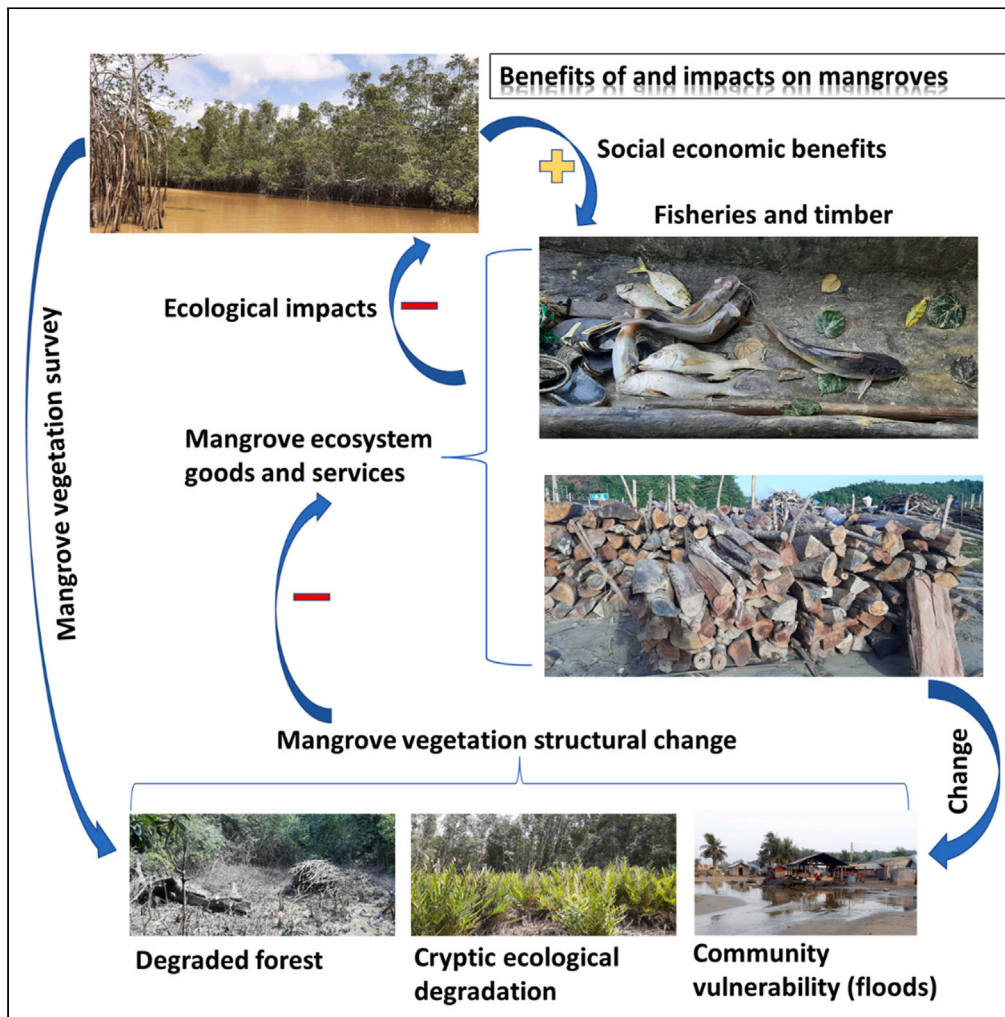 Benefits of and impacts on mangroves
Social economic benefits
Fisheries and timber
Ecological impacts
Mangrove vegetation survey
Mangrove ecosystem
goods and services
Mangrove vegetation structural change
Change
Degraded forest
Cryptic ecological
degradation
Community
vulnerability (floods)